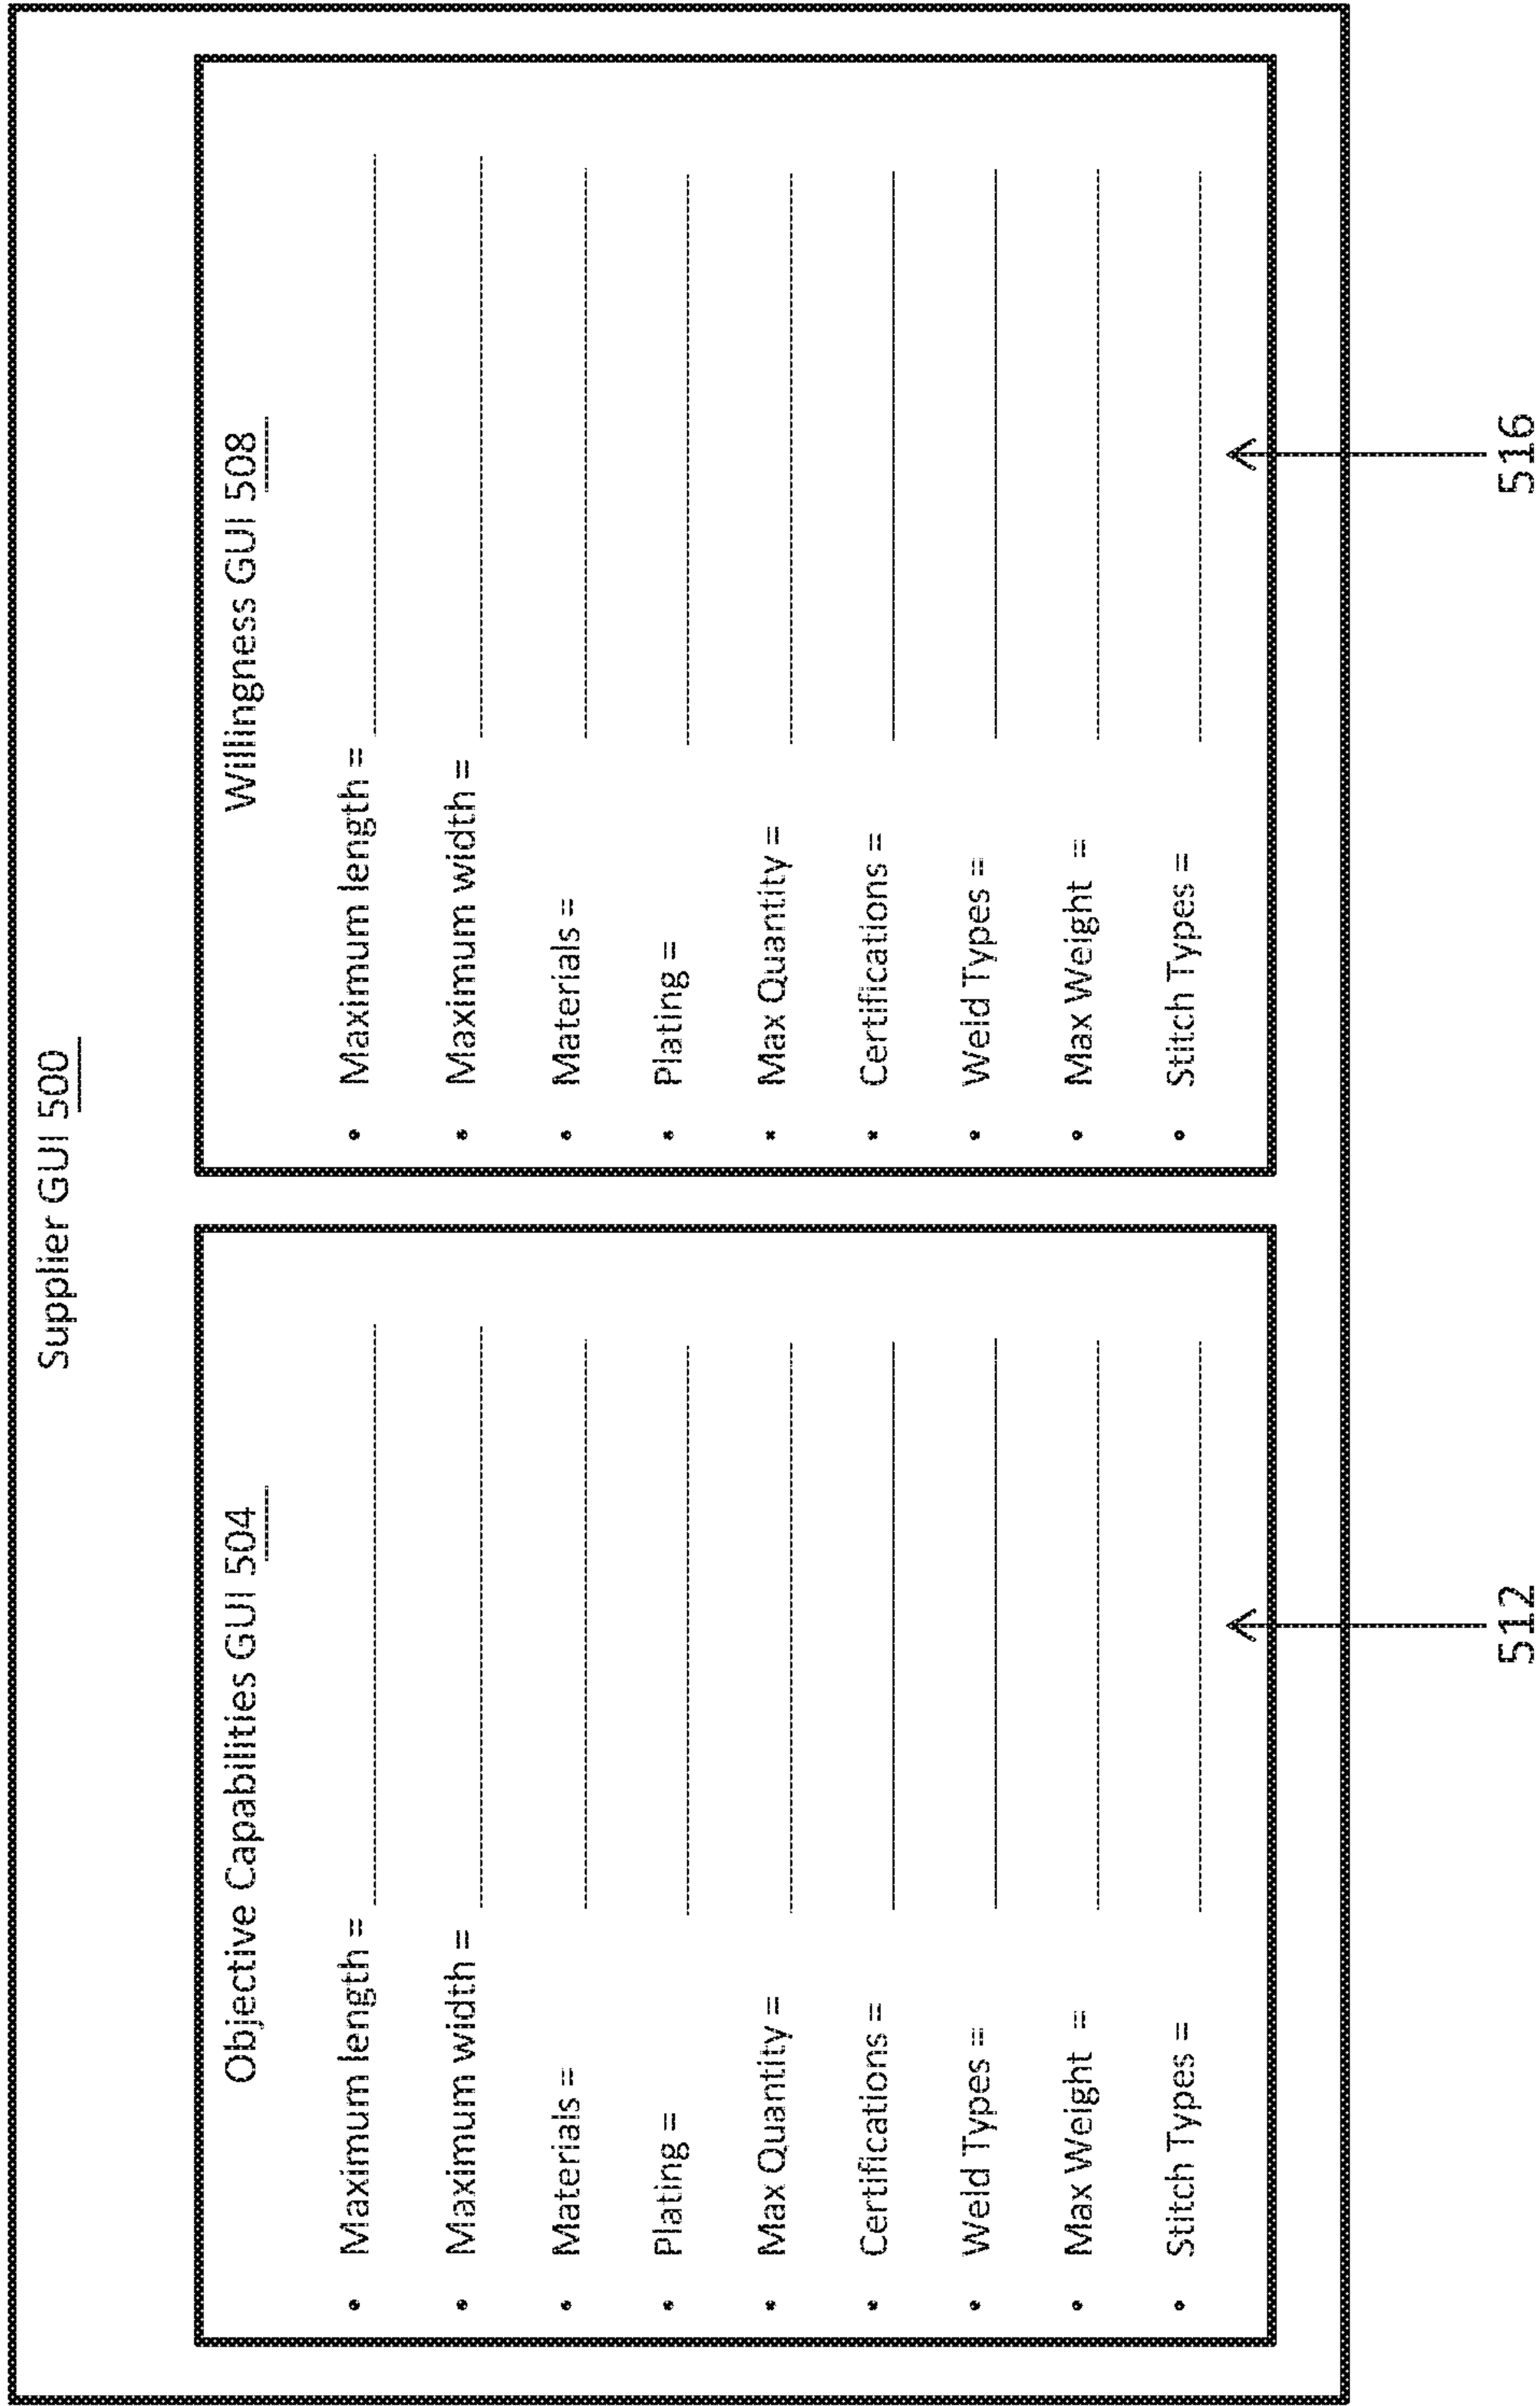 Supplier GUI 500
Objective Capabilities GUI 504
• Maximum length =
• Maximum width =
• Materials =
• Plating =
• Max Quantity =
• Certifications =
• Weld Types =
• Max Weight =
• Stitch Types =
512
Willingness GUI 508
• Maximum length =
• Maximum width =
• Materials =
• Plating =
• Max Quantity =
• Certifications =
• Weld Types =
• Max Weight =
• Stitch Types =
516